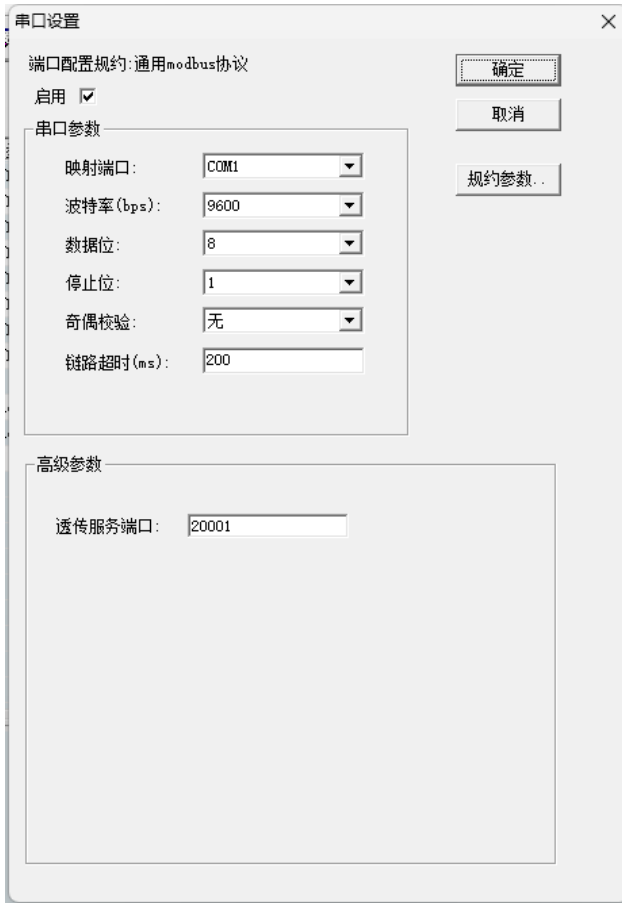 串口设置
端口配置规约:通用modbus协议
确定
启用
取消
串口参数
映射端口: COM1
规约参数..
波特率(bps): 9600
数据位: 8
停止位: 1
奇偶校验: 无
链路超时(ms): 200
高级参数
透传服务端口: 20001